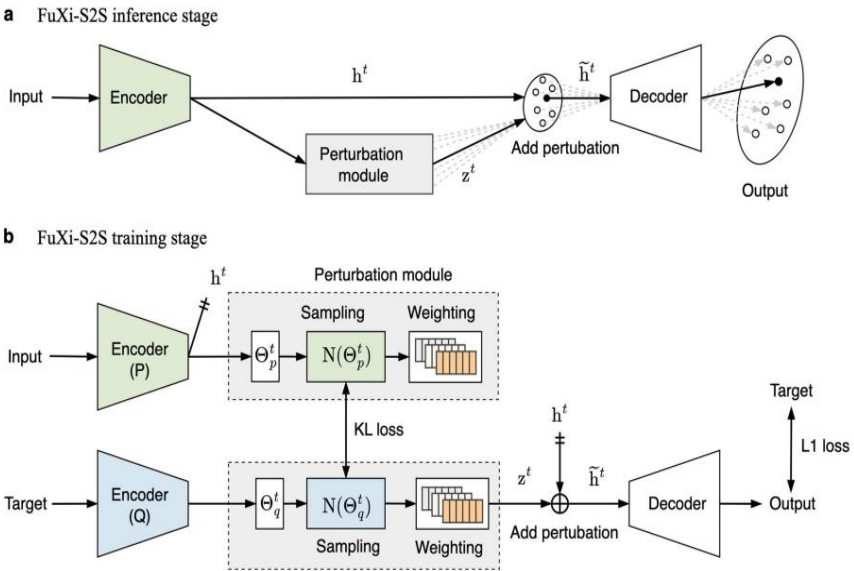 a FuXi-S2S inference stage
Input
Encoder
h^t
Perturbation
module
z^t
Add pertubation
h̃^t
Decoder
Output
b FuXi-S2S training stage
h^t
Perturbation module
Sampling
Weighting
Input
Encoder
(P)
Θ_p^t
N(Θ_p^t)
KL loss
Target
Encoder
(Q)
Θ_q^t
N(Θ_q^t)
Sampling
Weighting
z^t
h^t
Add pertubation
h̃^t
Decoder
Target
L1 loss
Output